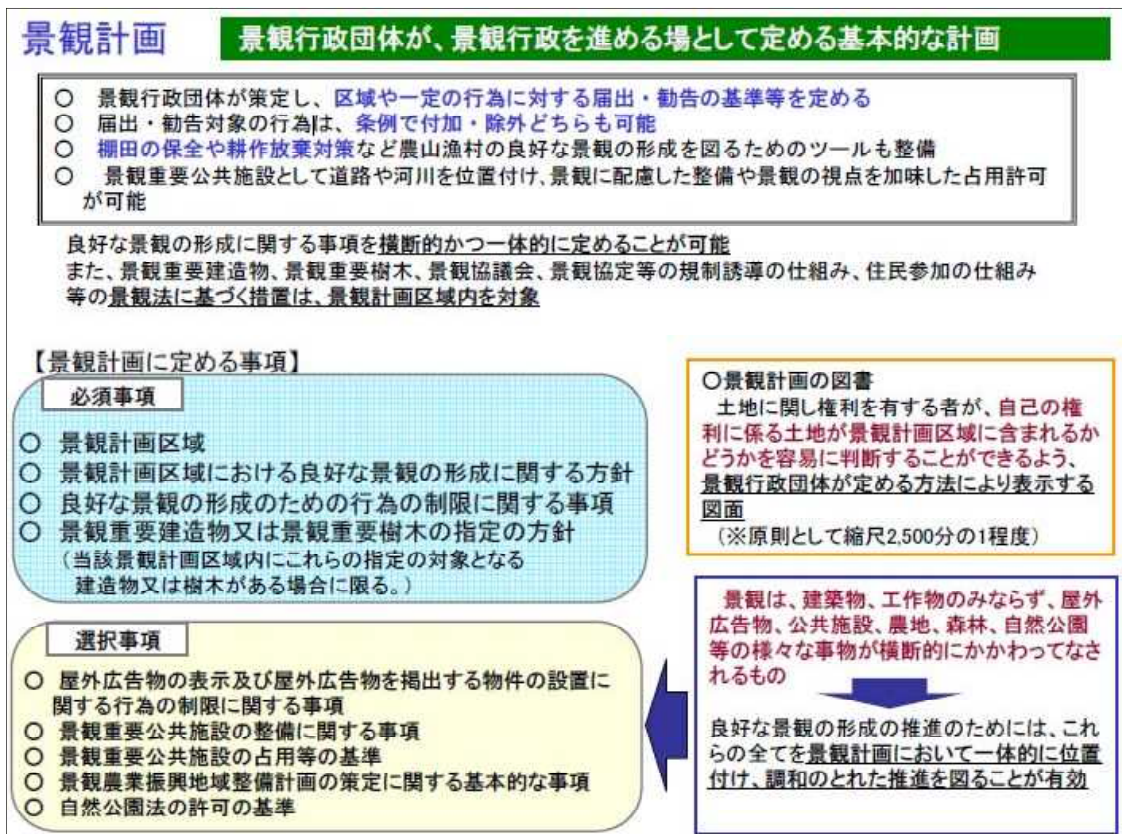 景観計画
景観行政団体が、景観行政を進める場として定める基本的な計画
○ 景観行政団体が策定し、区域や一定の行為に対する届出・勧告の基準等を定める
○ 届出・勧告対象の行為は、条例で付加・除外どちらも可能
○ 棚田の保全や耕作放棄対策など農山漁村の良好な景観の形成を図るためのツールも整備
○ 景観重要公共施設として道路や河川を位置付け、景観に配慮した整備や景観の視点を加味した占用許可
が可能
良好な景観の形成に関する事項を横断的かつ一体的に定めることが可能
また、景観重要建造物、景観重要樹木、景観協議会、景観協定等の規制誘導の仕組み、住民参加の仕組み
等の景観法に基づく措置は、景観計画区域内を対象
【景観計画に定める事項】
必須事項
○ 景観計画区域
○ 景観計画区域における良好な景観の形成に関する方針
○ 良好な景観の形成のための行為の制限に関する事項
○ 景観重要建造物又は景観重要樹木の指定の方針
(当該景観計画区域内にこれらの指定の対象となる
建造物又は樹木がある場合に限る。)
○景観計画の図書
土地に関し権利を有する者が、自己の権
利に係る土地が景観計画区域に含まれるか
どうかを容易に判断することができるよう、
景観行政団体が定める方法により表示する
図面
(※原則として縮尺2,500分の1程度)
選択事項
○ 屋外広告物の表示及び屋外広告物を掲出する物件の設置に
関する行為の制限に関する事項
○ 景観重要公共施設の整備に関する事項
○ 景観重要公共施設の占用等の基準
○ 景観農業振興地域整備計画の策定に関する基本的な事項
○ 自然公園法の許可の基準
景観は、建築物、工作物のみならず、屋外
広告物、公共施設、農地、森林、自然公園
等の様々な事物が横断的にかかわってなさ
れるもの
良好な景観の形成の推進のためには、これ
らの全てを景観計画において一体的に位置
付け、調和のとれた推進を図ることが有効